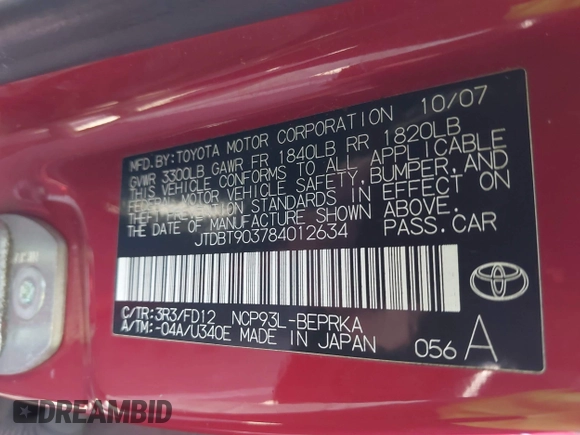 10/07
MFD.BY:TOYOTA MOTOR CORPORATION
GVWR 3300LB GAWR FR 1840LB RR 1820LB
THIS VEHICLE CONFORMS TO ALL APPLICABLE
FEDERAL MOTOR VEHICLE SAFETY, BUMPER, AND
THEFT PREVENTION STANDARDS IN EFFECT ON
THE DATE OF MANUFACTURE SHOWN ABOVE.
JTDBT903784012634 PASS.CAR
C/TR:3R3/FD12 NCP93L-BEPRKA
A/TM:-04A/U340E MADE IN JAPAN
056 A
DREAMBID